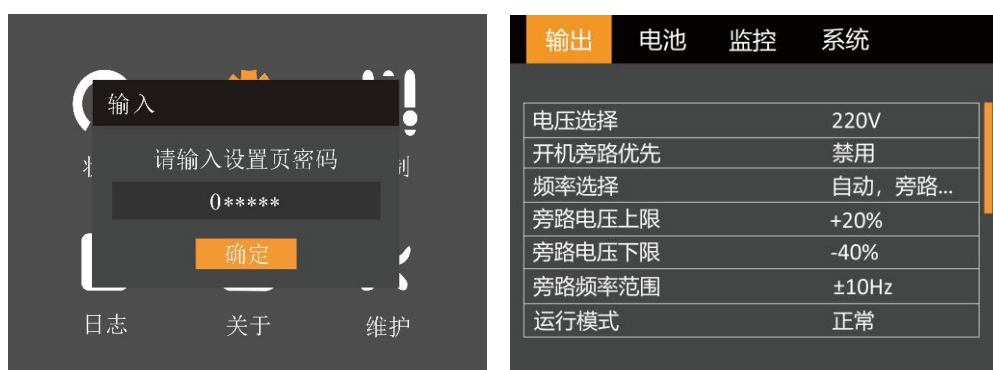 输入
请输入设置页密码
0*****
确定
日志 关于 维护
输出 电池 监控 系统
电压选择 220V
开机旁路优先 禁用
频率选择 自动，旁路...
旁路电压上限 +20%
旁路电压下限 -40%
旁路频率范围 ±10Hz
运行模式 正常